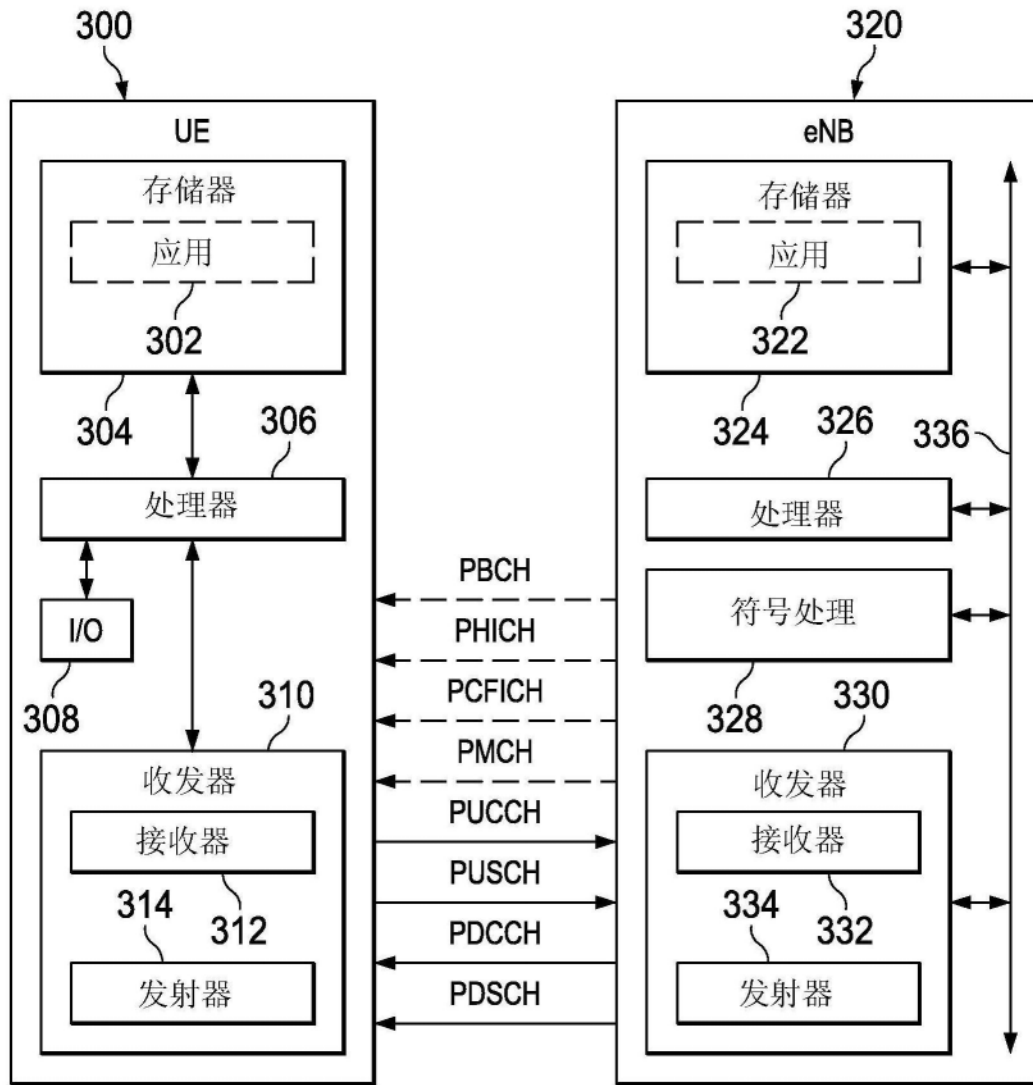 300
UE
存储器
应用
302
304
306
处理器
I/O
308
310
收发器
接收器
314
312
发射器
PBCH
PHICH
PCFICH
PMCH
PUCCH
PUSCH
PDCCH
PDSCH
320
eNB
存储器
应用
322
324
326
336
处理器
符号处理
328
330
收发器
接收器
334
332
发射器